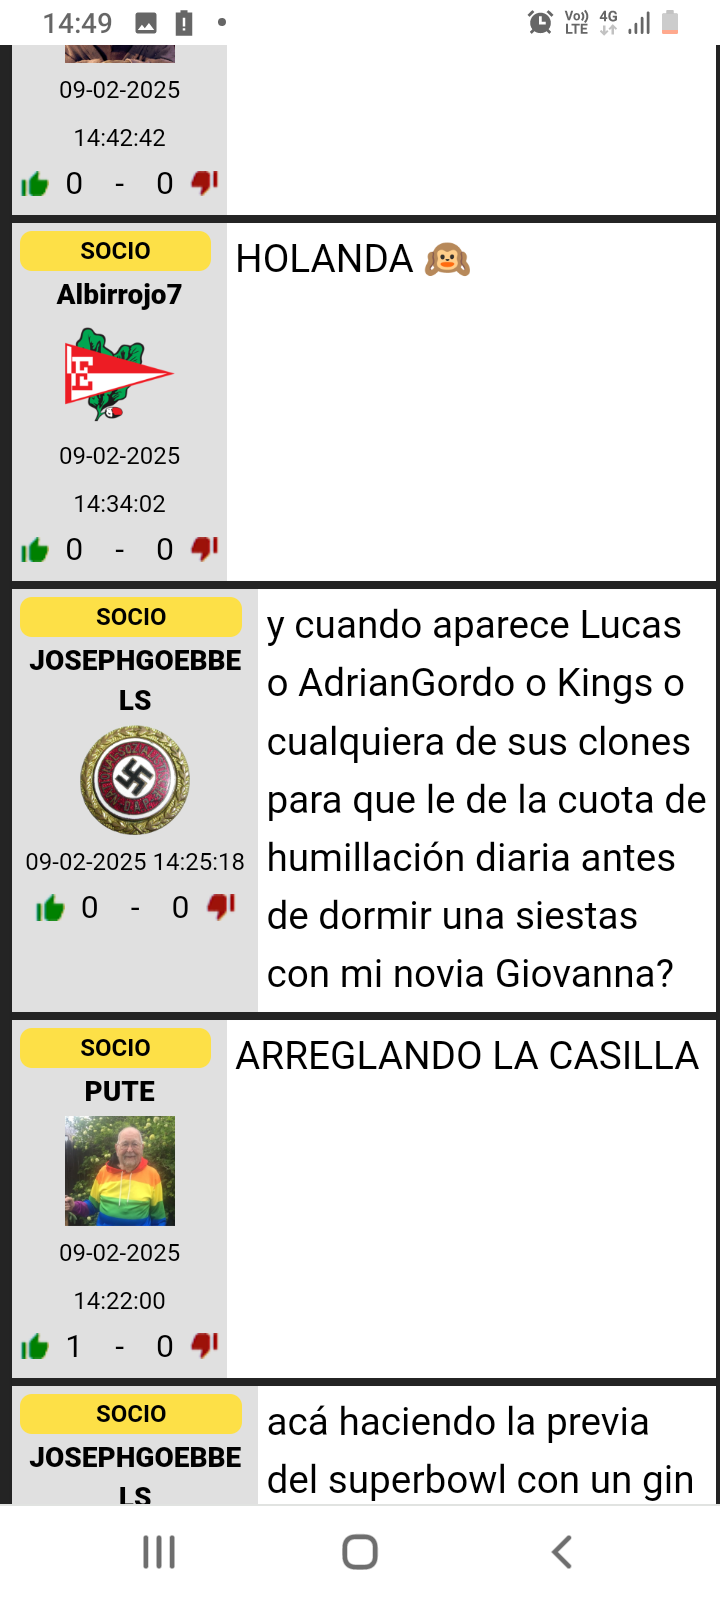 14:49
Vo)) 4G
LTE
09-02-2025
14:42:42
0 - 0
SOCIO
Albirrojo7
HOLANDA 🙉
E
09-02-2025
14:34:02
0 - 0
SOCIO
JOSEPHGOEBBE
LS
09-02-2025 14:25:18
0 - 0
y cuando aparece Lucas
o AdrianGordo o Kings o
cualquiera de sus clones
para que le de la cuota de
humillación diaria antes
de dormir una siestas
con mi novia Giovanna?
SOCIO
PUTE
09-02-2025
14:22:00
1 - 0
ARREGLANDO LA CASILLA
SOCIO
JOSEPHGOEBBE
LS
acá haciendo la previa
del superbowl con un gin